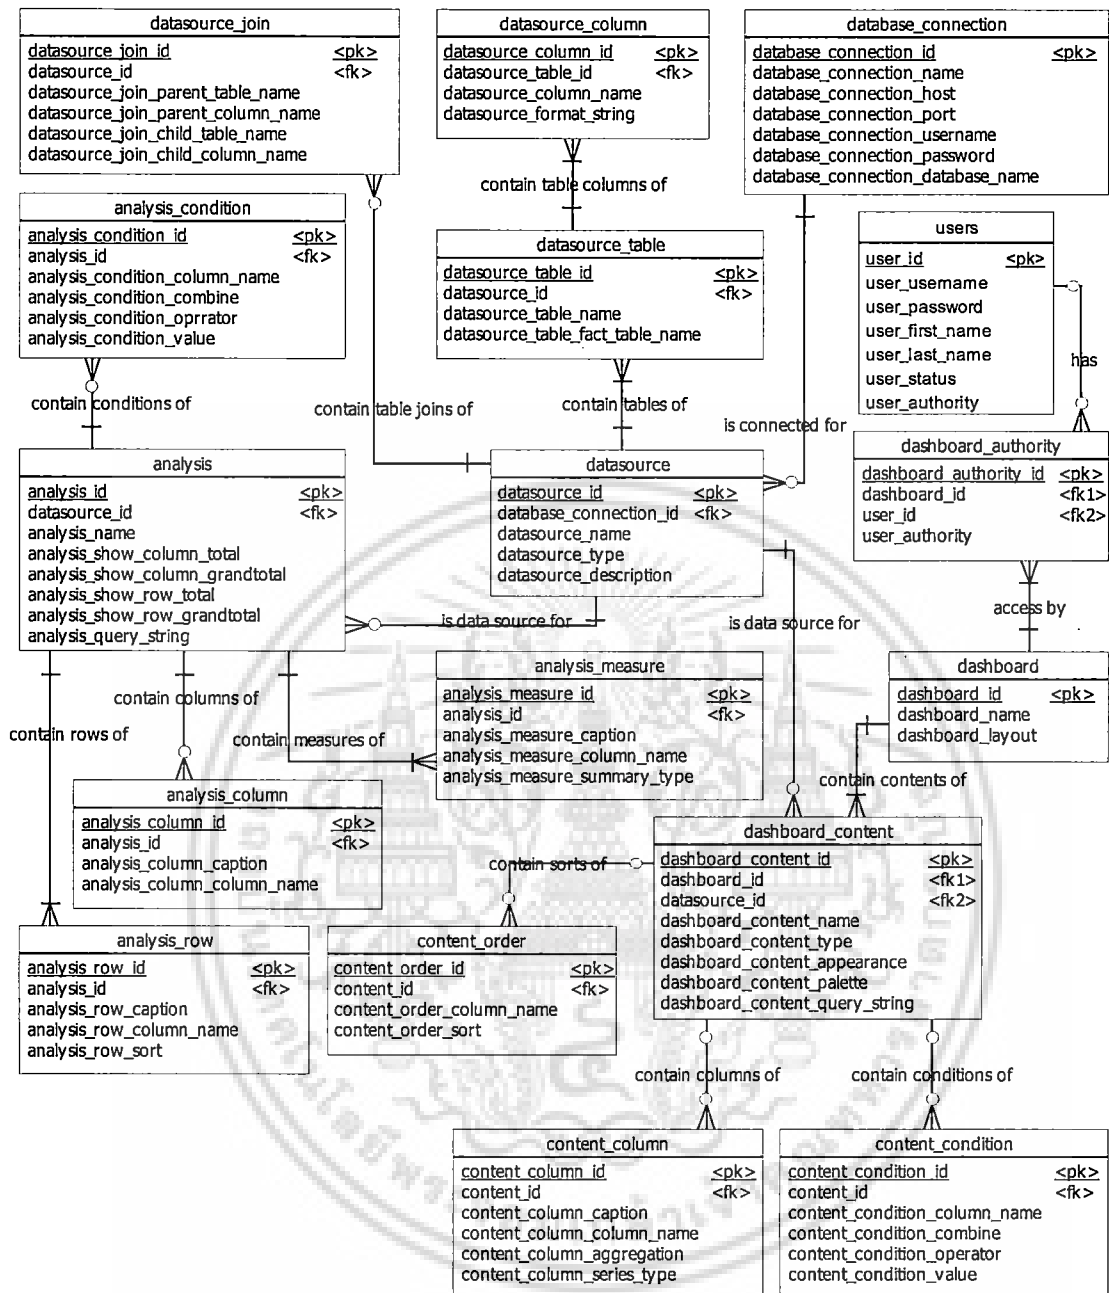 datasource_join
datasource_join_id <pk>
datasource_id <fk>
datasource_join_parent_table_name
datasource_join_parent_column_name
datasource_join_child_table_name
datasource_join_child_column_name
datasource_column
datasource_column_id <pk>
datasource_table_id <fk>
datasource_column_name
datasource_format_string
database_connection
database_connection_id <pk>
database_connection_name
database_connection_host
database_connection_port
database_connection_username
database_connection_password
database_connection_database_name
contain table columns of
analysis_condition
analysis_condition_id <pk>
analysis_id <fk>
analysis_condition_column_name
analysis_condition_combine
analysis_condition_oprrator
analysis_condition_value
datasource_table
datasource_table_id <pk>
datasource_id <fk>
datasource_table_name
datasource_table_fact_table_name
users
user_id <pk>
user_username
user_password
user_first_name
user_last_name
user_status
user_authority
has
contain conditions of
contain table joins of
contain tables of
is connected for
analysis
analysis_id <pk>
datasource_id <fk>
analysis_name
analysis_show_column_total
analysis_show_column_grandtotal
analysis_show_row_total
analysis_show_row_grandtotal
analysis_query_string
datasource
datasource_id <pk>
database_connection_id <fk>
datasource_name
datasource_type
datasource_description
dashboard_authority
dashboard_authority_id <pk>
dashboard_id <fk1>
user_id <fk2>
user_authority
is data source for
is data source for
access by
contain columns of
contain rows of
contain measures of
analysis_measure
analysis_measure_id <pk>
analysis_id <fk>
analysis_measure_caption
analysis_measure_column_name
analysis_measure_summary_type
dashboard
dashboard_id <pk>
dashboard_name
dashboard_layout
contain contents of
analysis_column
analysis_column_id <pk>
analysis_id <fk>
analysis_column_caption
analysis_column_column_name
contain sorts of
dashboard_content
dashboard_content_id <pk>
dashboard_id <fk1>
datasource_id <fk2>
dashboard_content_name
dashboard_content_type
dashboard_content_appearance
dashboard_content_palette
dashboard_content_query_string
analysis_row
analysis_row_id <pk>
analysis_id <fk>
analysis_row_caption
analysis_row_column_name
analysis_row_sort
content_order
content_order_id <pk>
content_id <fk>
content_order_column_name
content_order_sort
contain columns of
contain conditions of
content_column
content_column_id <pk>
content_id <fk>
content_column_caption
content_column_column_name
content_column_aggregation
content_column_series_type
content_condition
content_condition_id <pk>
content_id <fk>
content_condition_column_name
content_condition_combine
content_condition_operator
content_condition_value